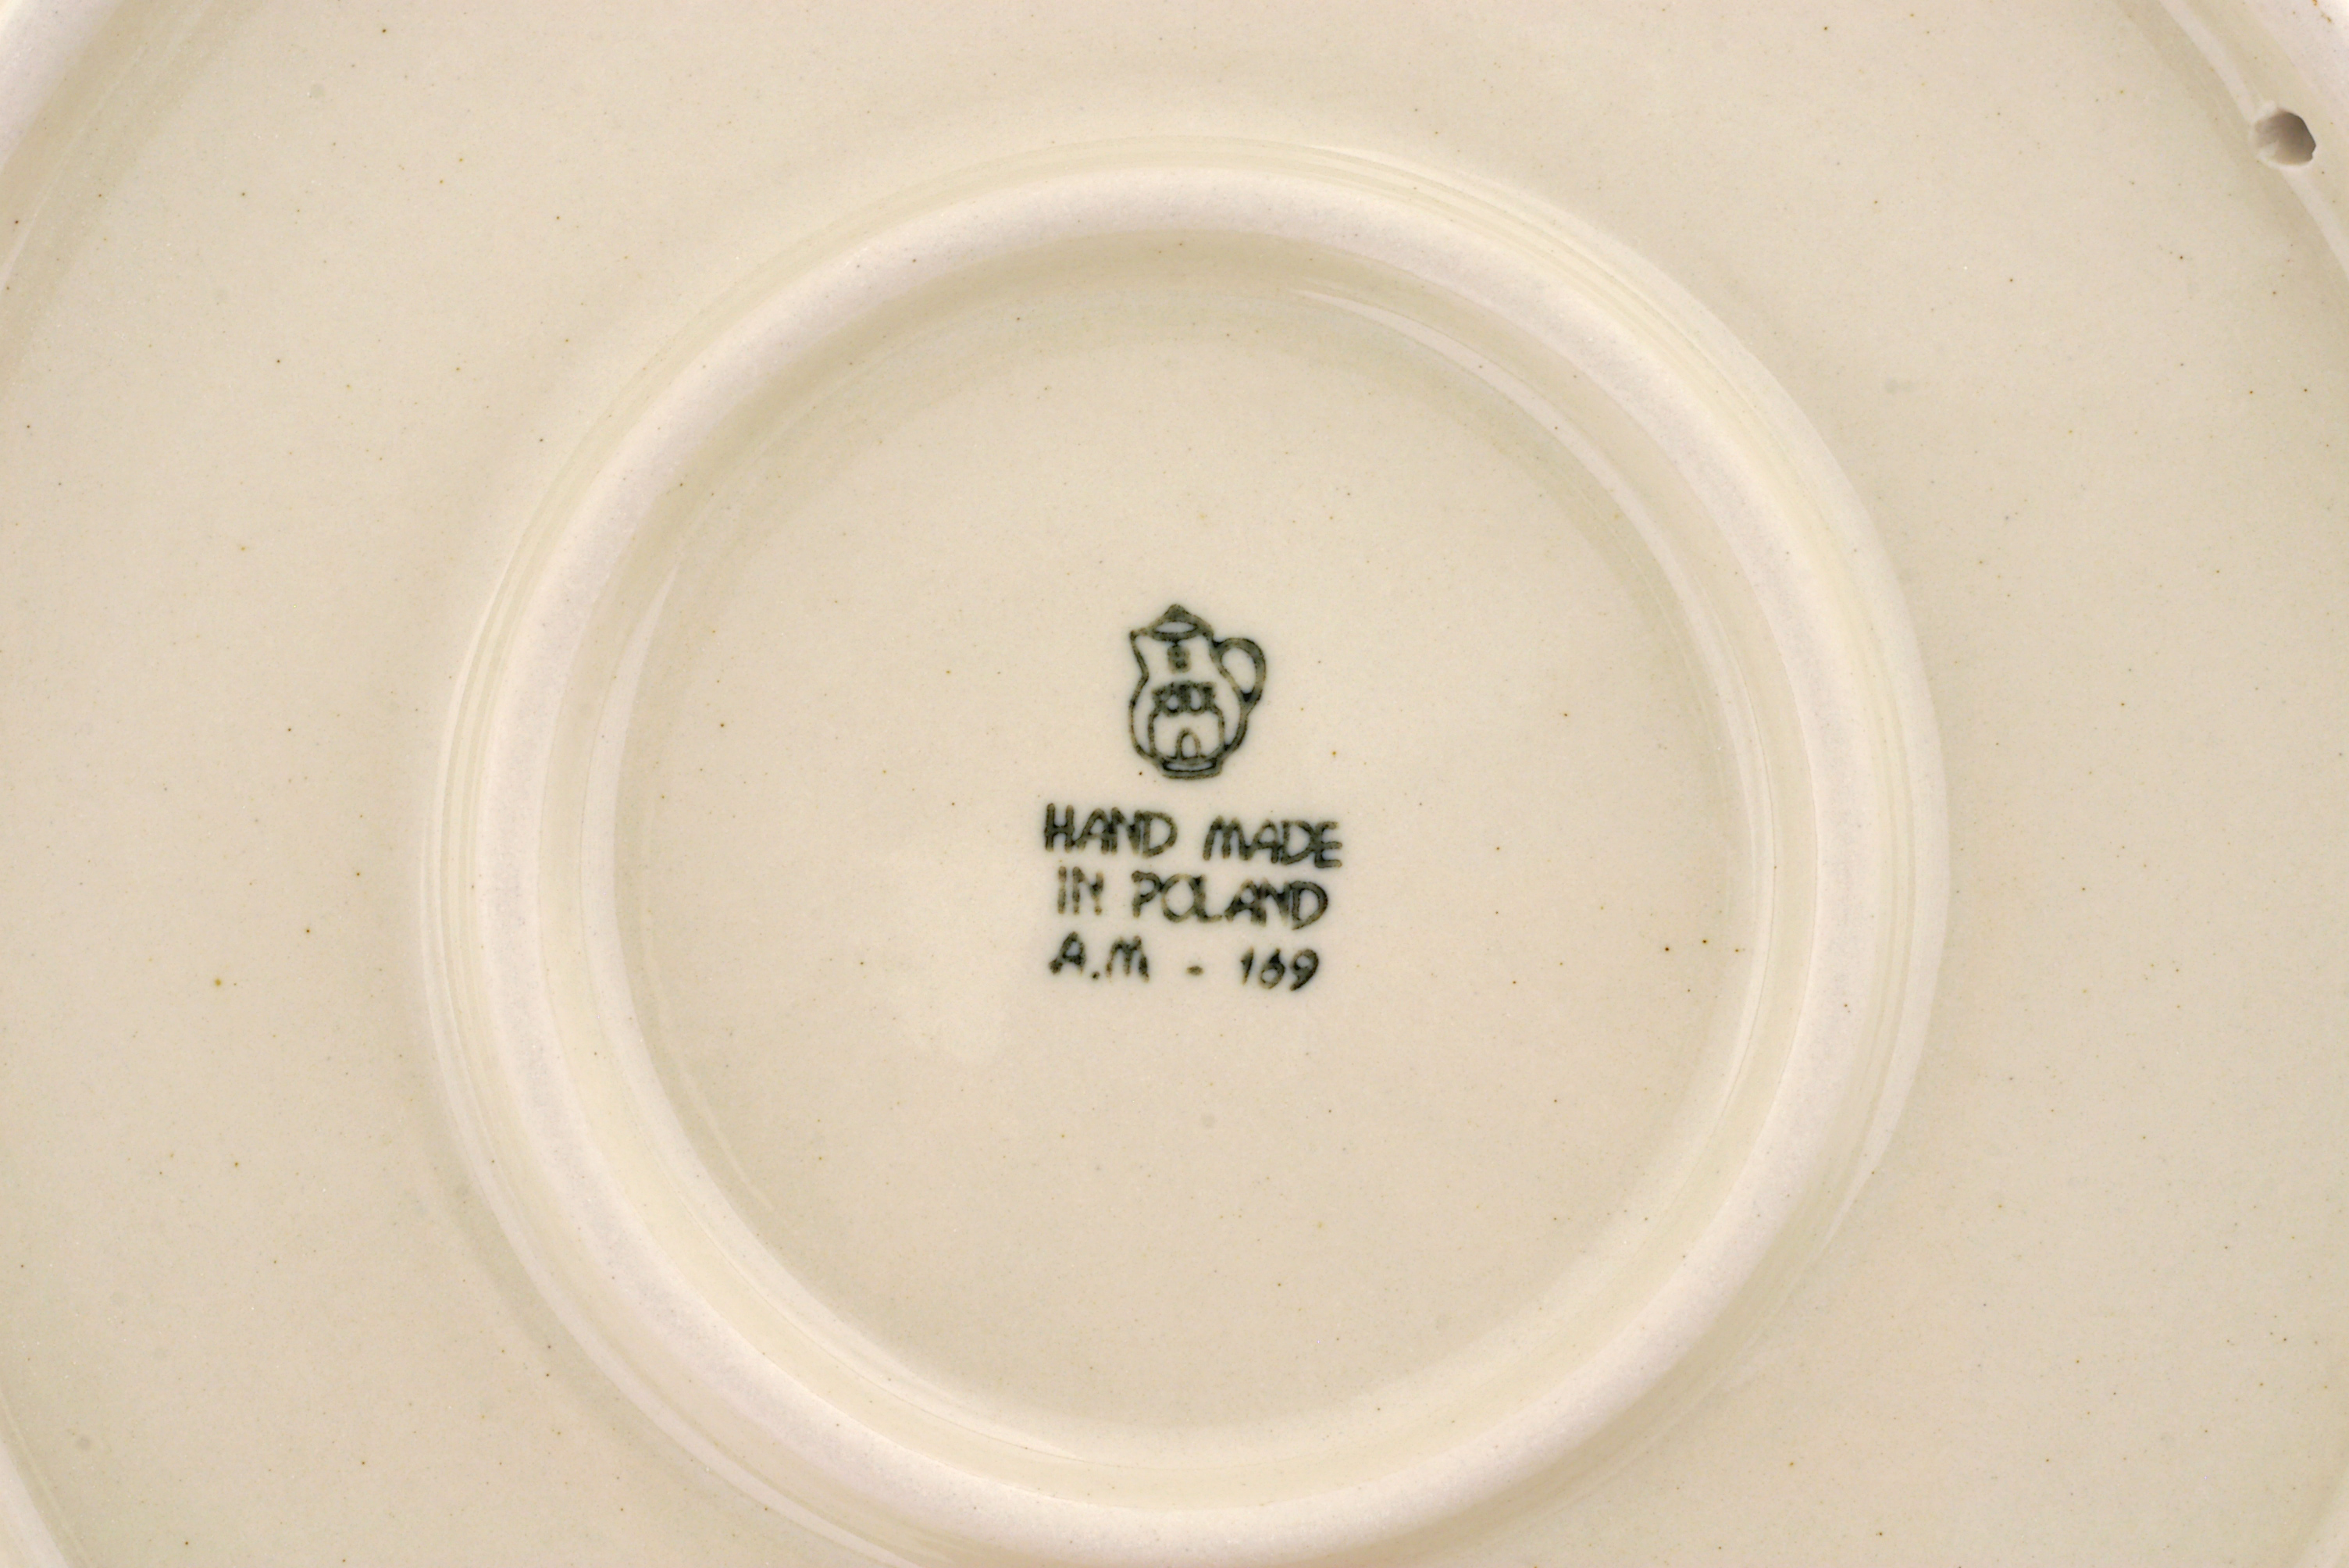 HAND MADE
IN POLAND
A.M - 169